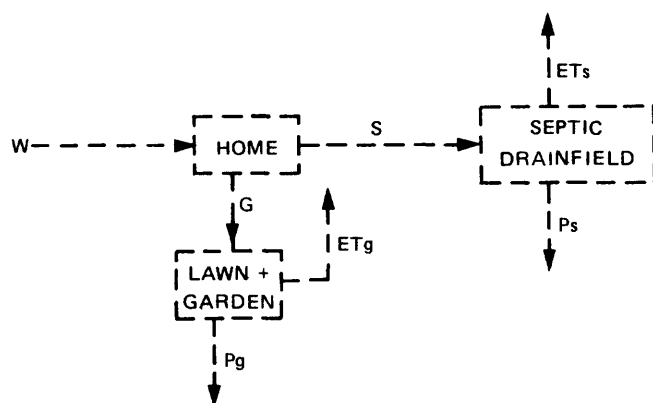 ETs
W
HOME
S
SEPTIC
DRAINFIELD
G
ETg
Ps
LAWN +
GARDEN
Pg